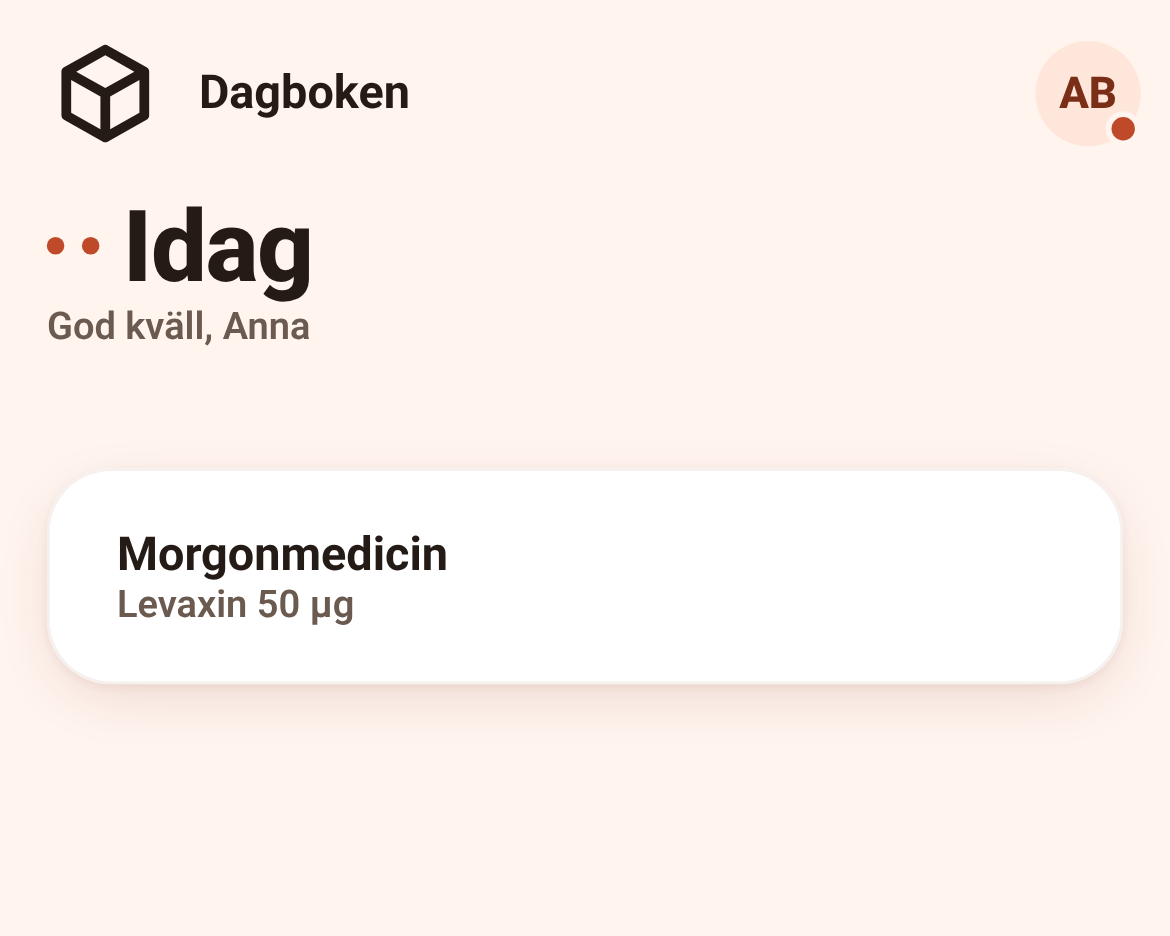 Dagboken
AB
Idag
God kväll, Anna
Morgonmedicin
Levaxin 50 µg